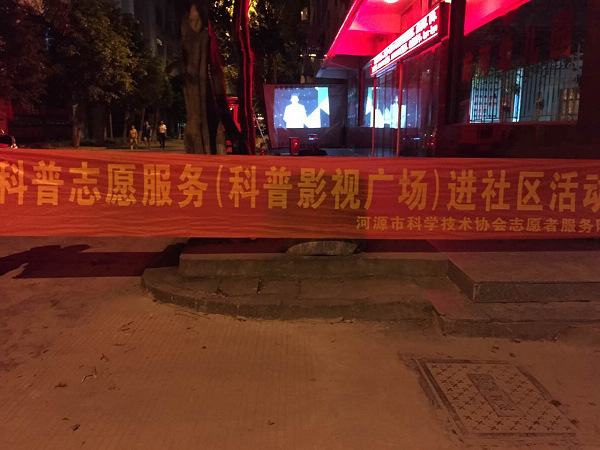 科普志愿服务(科普影视广场)进社区活动
河源市科学技术协会志愿者服务队